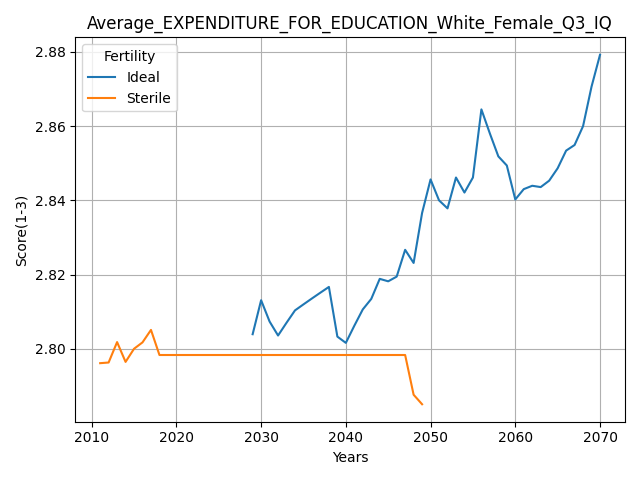 Average_EXPENDITURE_FOR_EDUCATION_White_Female_Q3_IQ
Fertility
Ideal
Sterile
Score(1-3)
2.88
2.86
2.84
2.82
2.80
2010 2020 2030 2040 2050 2060 2070
Years